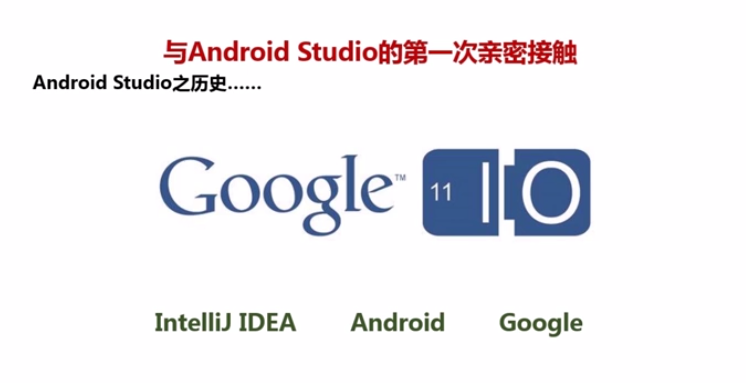 与Android Studio的第一次亲密接触
Android Studio之历史……
Google™ 11 IO
IntelliJ IDEA Android Google